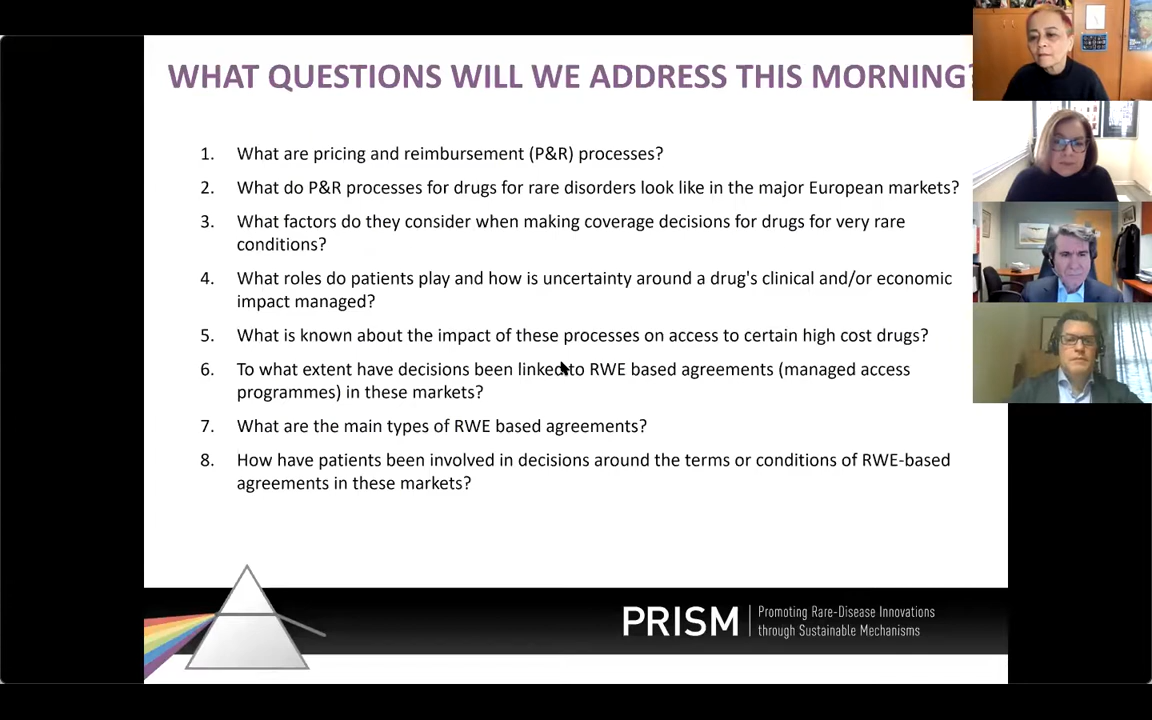 WHAT QUESTIONS WILL WE ADDRESS THIS MORNING?
1. What are pricing and reimbursement (P&R) processes?
2. What do P&R processes for drugs for rare disorders look like in the major European markets?
3. What factors do they consider when making coverage decisions for drugs for very rare
conditions?
4. What roles do patients play and how is uncertainty around a drug's clinical and/or economic
impact managed?
5. What is known about the impact of these processes on access to certain high cost drugs?
6. To what extent have decisions been linked to RWE based agreements (managed access
programmes) in these markets?
7. What are the main types of RWE based agreements?
8. How have patients been involved in decisions around the terms or conditions of RWE-based
agreements in these markets?
PRISM
Promoting Rare-Disease Innovations
through Sustainable Mechanisms